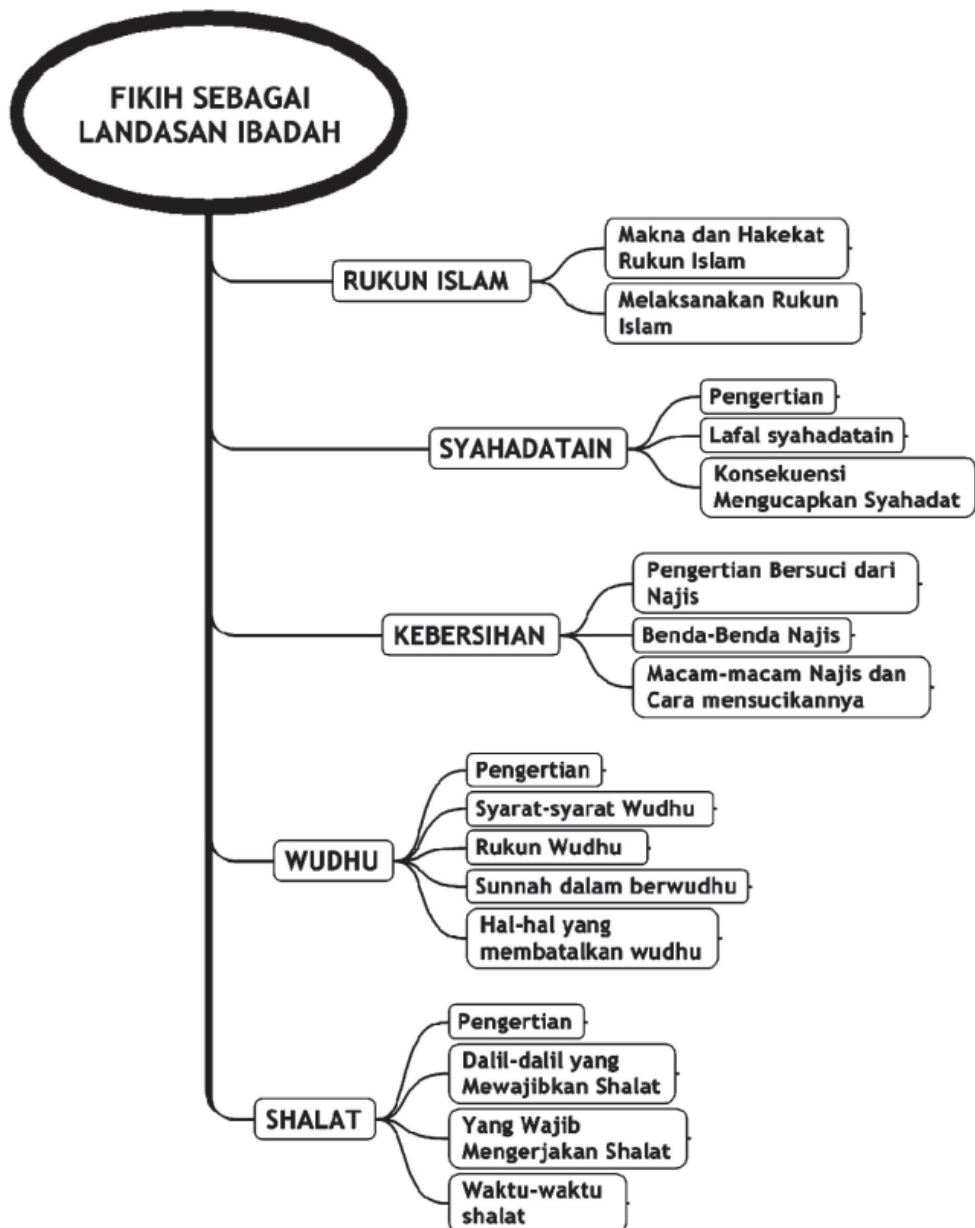 FIKIH SEBAGAI
LANDASAN IBADAH
RUKUN ISLAM
Makna dan Hakekat
Rukun Islam
Melaksanakan Rukun
Islam
SYAHADATAIN
Pengertian
Lafal syahadatain
Konsekuensi
Mengucapkan Syahadat
KEBERSIHAN
Pengertian Bersuci dari
Najis
Benda-Benda Najis
Macam-macam Najis dan
Cara mensucikannya
WUDHU
Pengertian
Syarat-syarat Wudhu
Rukun Wudhu
Sunnah dalam berwudhu
Hal-hal yang
membatalkan wudhu
SHALAT
Pengertian
Dalil-dalil yang
Mewajibkan Shalat
Yang Wajib
Mengerjakan Shalat
Waktu-waktu
shalat